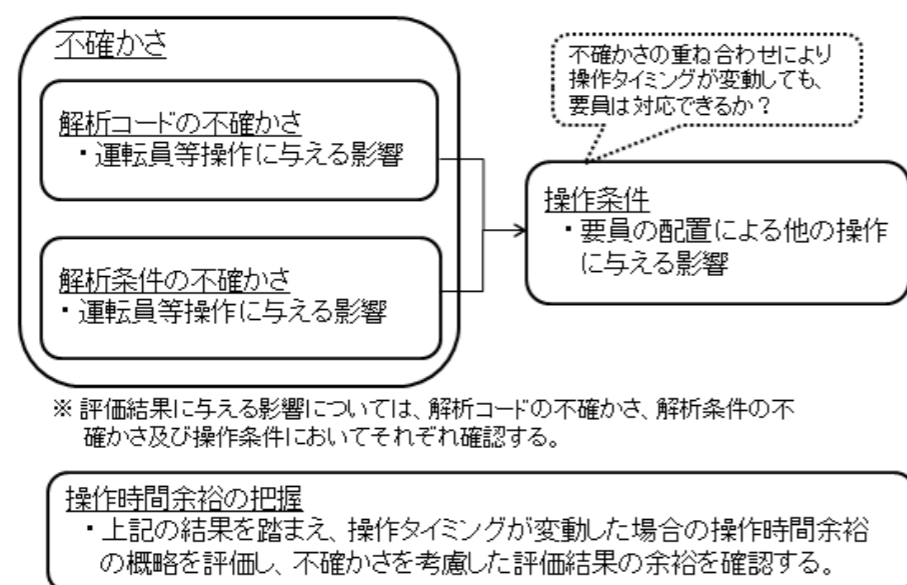 不確かさ
解析コードの不確かさ
・運転員等操作に与える影響
解析条件の不確かさ
・運転員等操作に与える影響
不確かさの重ね合わせにより
操作タイミングが変動しても、
要員は対応できるか？
操作条件
・要員の配置による他の操作
に与える影響
※ 評価結果に与える影響については、解析コードの不確かさ、解析条件の不
確かさ及び操作条件においてそれぞれ確認する。
操作時間余裕の把握
・上記の結果を踏まえ、操作タイミングが変動した場合の操作時間余裕
の概略を評価し、不確かさを考慮した評価結果の余裕を確認する。